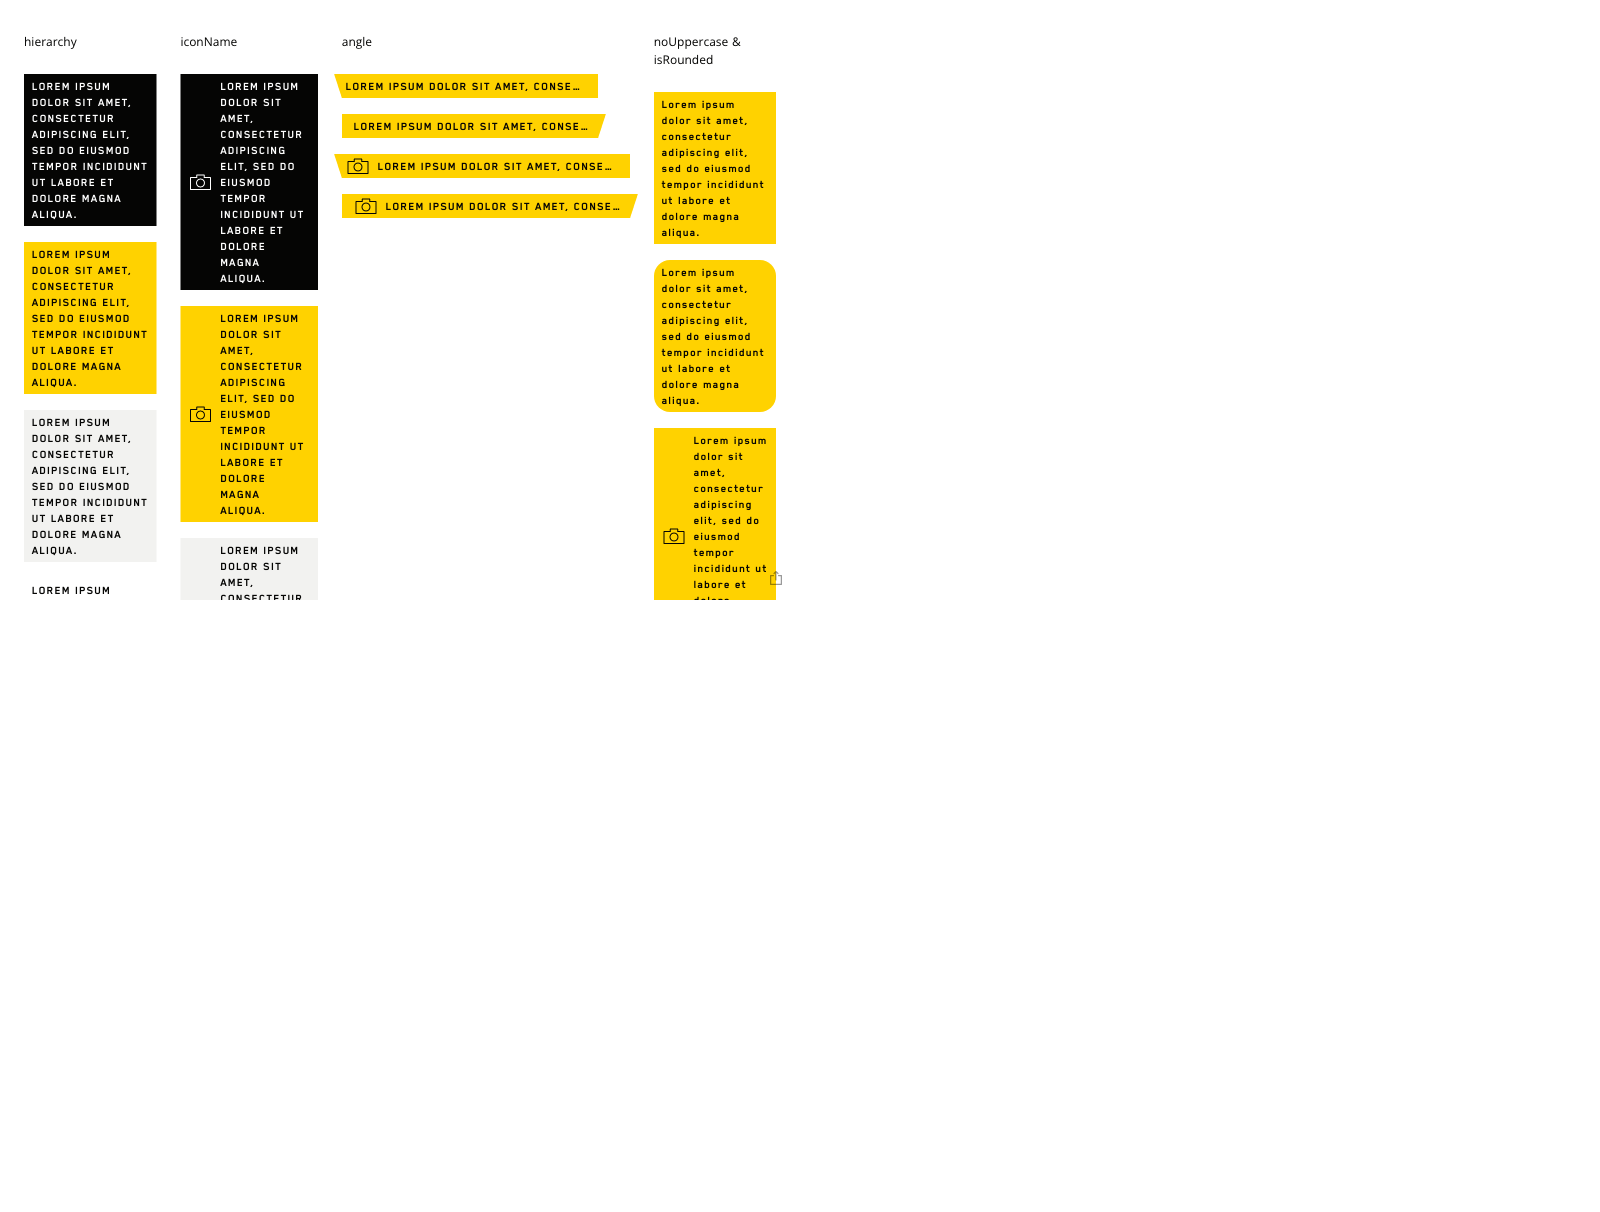 hierarchy
LOREM IPSUM
DOLOR SIT AMET,
CONSECTETUR
ADIPISCING ELIT,
SED DO EIUSMOD
TEMPOR INCIDIDUNT
UT LABORE ET
DOLORE MAGNA
ALIQUA.
LOREM IPSUM
DOLOR SIT AMET,
CONSECTETUR
ADIPISCING ELIT,
SED DO EIUSMOD
TEMPOR INCIDIDUNT
UT LABORE ET
DOLORE MAGNA
ALIQUA.
LOREM IPSUM
DOLOR SIT AMET,
CONSECTETUR
ADIPISCING ELIT,
SED DO EIUSMOD
TEMPOR INCIDIDUNT
UT LABORE ET
DOLORE MAGNA
ALIQUA.
LOREM IPSUM
iconName
LOREM IPSUM
DOLOR SIT
AMET,
CONSECTETUR
ADIPISCING
ELIT, SED DO
EIUSMOD
TEMPOR
INCIDIDUNT UT
LABORE ET
DOLORE
MAGNA
ALIQUA.
LOREM IPSUM
DOLOR SIT
AMET,
CONSECTETUR
ADIPISCING
ELIT, SED DO
EIUSMOD
TEMPOR
INCIDIDUNT UT
LABORE ET
DOLORE
MAGNA
ALIQUA.
LOREM IPSUM
DOLOR SIT
AMET,
CONSECTETUR
angle
LOREM IPSUM DOLOR SIT AMET, CONSE…
LOREM IPSUM DOLOR SIT AMET, CONSE…
LOREM IPSUM DOLOR SIT AMET, CONSE…
LOREM IPSUM DOLOR SIT AMET, CONSE…
noUppercase &
isRounded
Lorem ipsum
dolor sit amet,
consectetur
adipiscing elit,
sed do eiusmod
tempor incididunt
ut labore et
dolore magna
aliqua.
Lorem ipsum
dolor sit amet,
consectetur
adipiscing elit,
sed do eiusmod
tempor incididunt
ut labore et
dolore magna
aliqua.
Lorem ipsum
dolor sit
amet,
consectetur
adipiscing
elit, sed do
eiusmod
tempor
incididunt ut
labore et
dolore